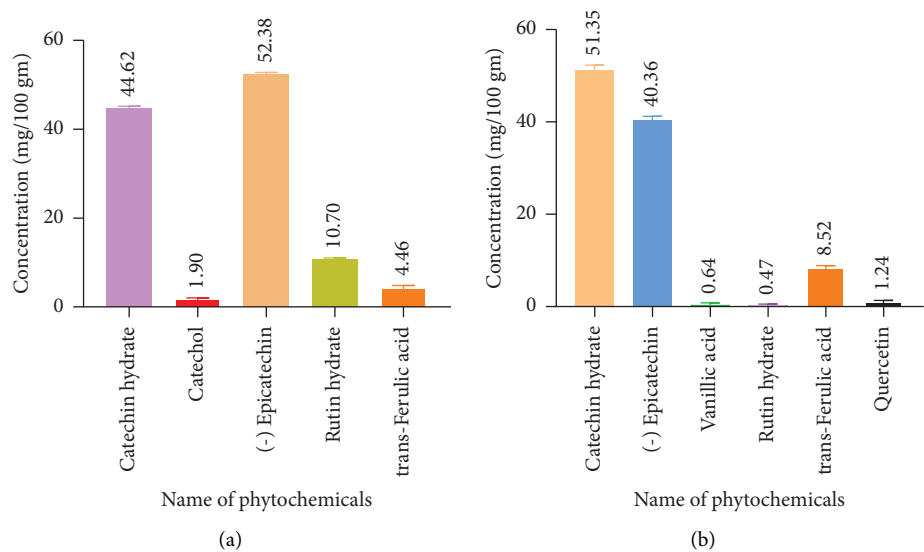 Concentration (mg/100 gm)
60
40
20
0
44.62
1.90
52.38
10.70
4.46
Catechin hydrate
Catechol
(-) Epicatechin
Rutin hydrate
trans-Ferulic acid
Name of phytochemicals
(a)
Concentration (mg/100 gm)
60
40
20
0
51.35
40.36
0.64
0.47
8.52
1.24
Catechin hydrate
(-) Epicatechin
Vanillic acid
Rutin hydrate
trans-Ferulic acid
Quercetin
Name of phytochemicals
(b)